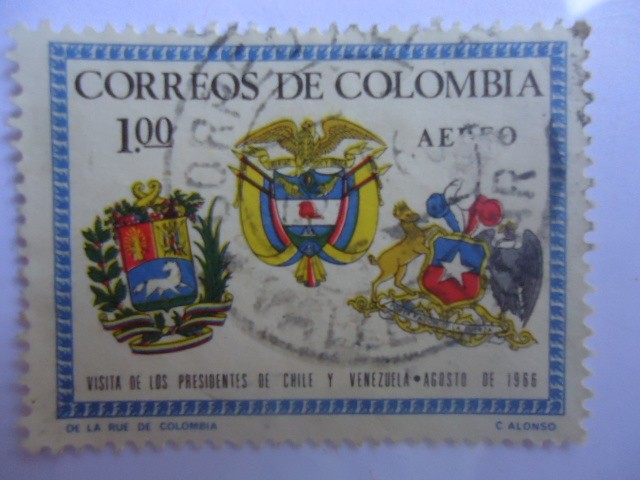 CORREOS DE COLOMBIA
1.00 AEREO
VISITA DE LOS PRESIDENTES DE CHILE Y VENEZUELA • AGOSTO DE 1966
DE LA RUE DE COLOMBIA C. ALONSO